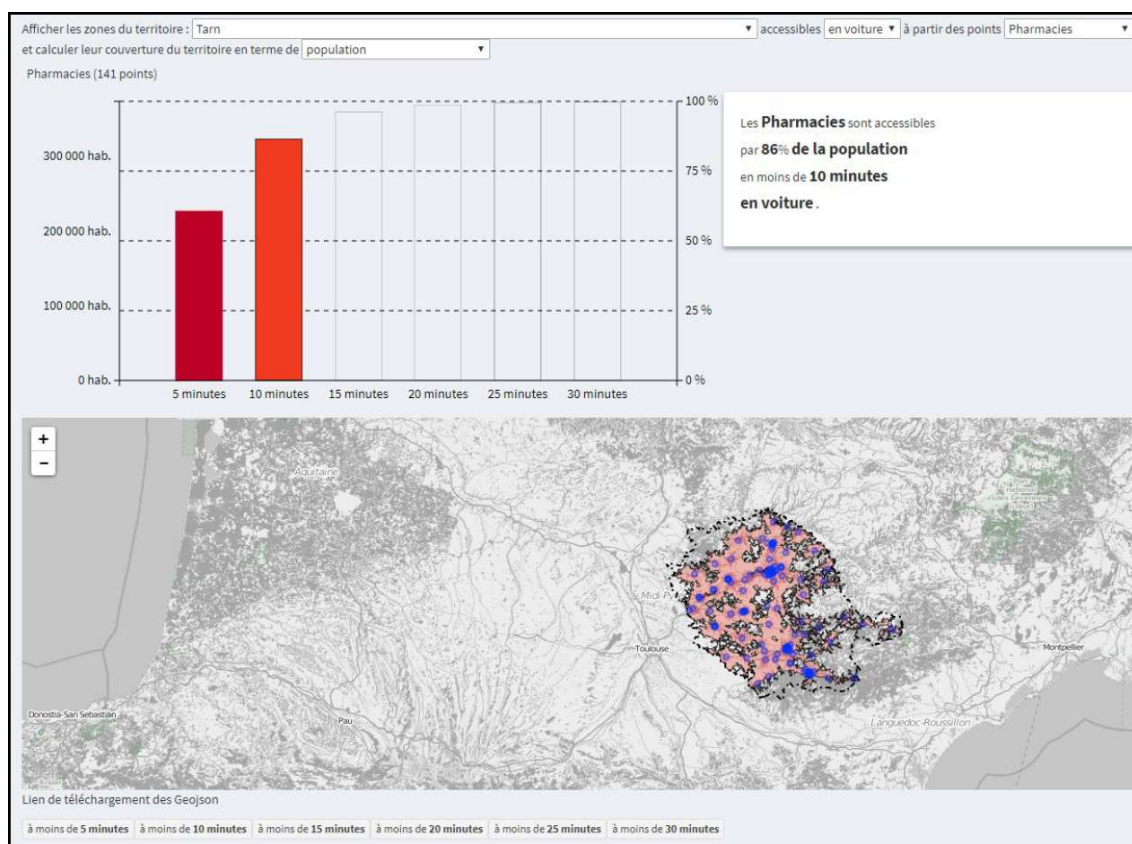 Afficher les zones du territoire : Tarn accessibles en voiture à partir des points Pharmacies
et calculer leur couverture du territoire en terme de population
Pharmacies (141 points)
100 %
300 000 hab.
75 %
200 000 hab.
50 %
100 000 hab.
25 %
0 hab.
0 %
5 minutes 10 minutes 15 minutes 20 minutes 25 minutes 30 minutes
Les Pharmacies sont accessibles
par 86% de la population
en moins de 10 minutes
en voiture .
+
−
Aquitaine
National
des Cévennes
Midi-Py
Toulouse
Montpellier
Donostia-San Sebastián
Pau
Languedoc-Roussillon
Lien de téléchargement des Geojson
à moins de 5 minutes à moins de 10 minutes à moins de 15 minutes à moins de 20 minutes à moins de 25 minutes à moins de 30 minutes